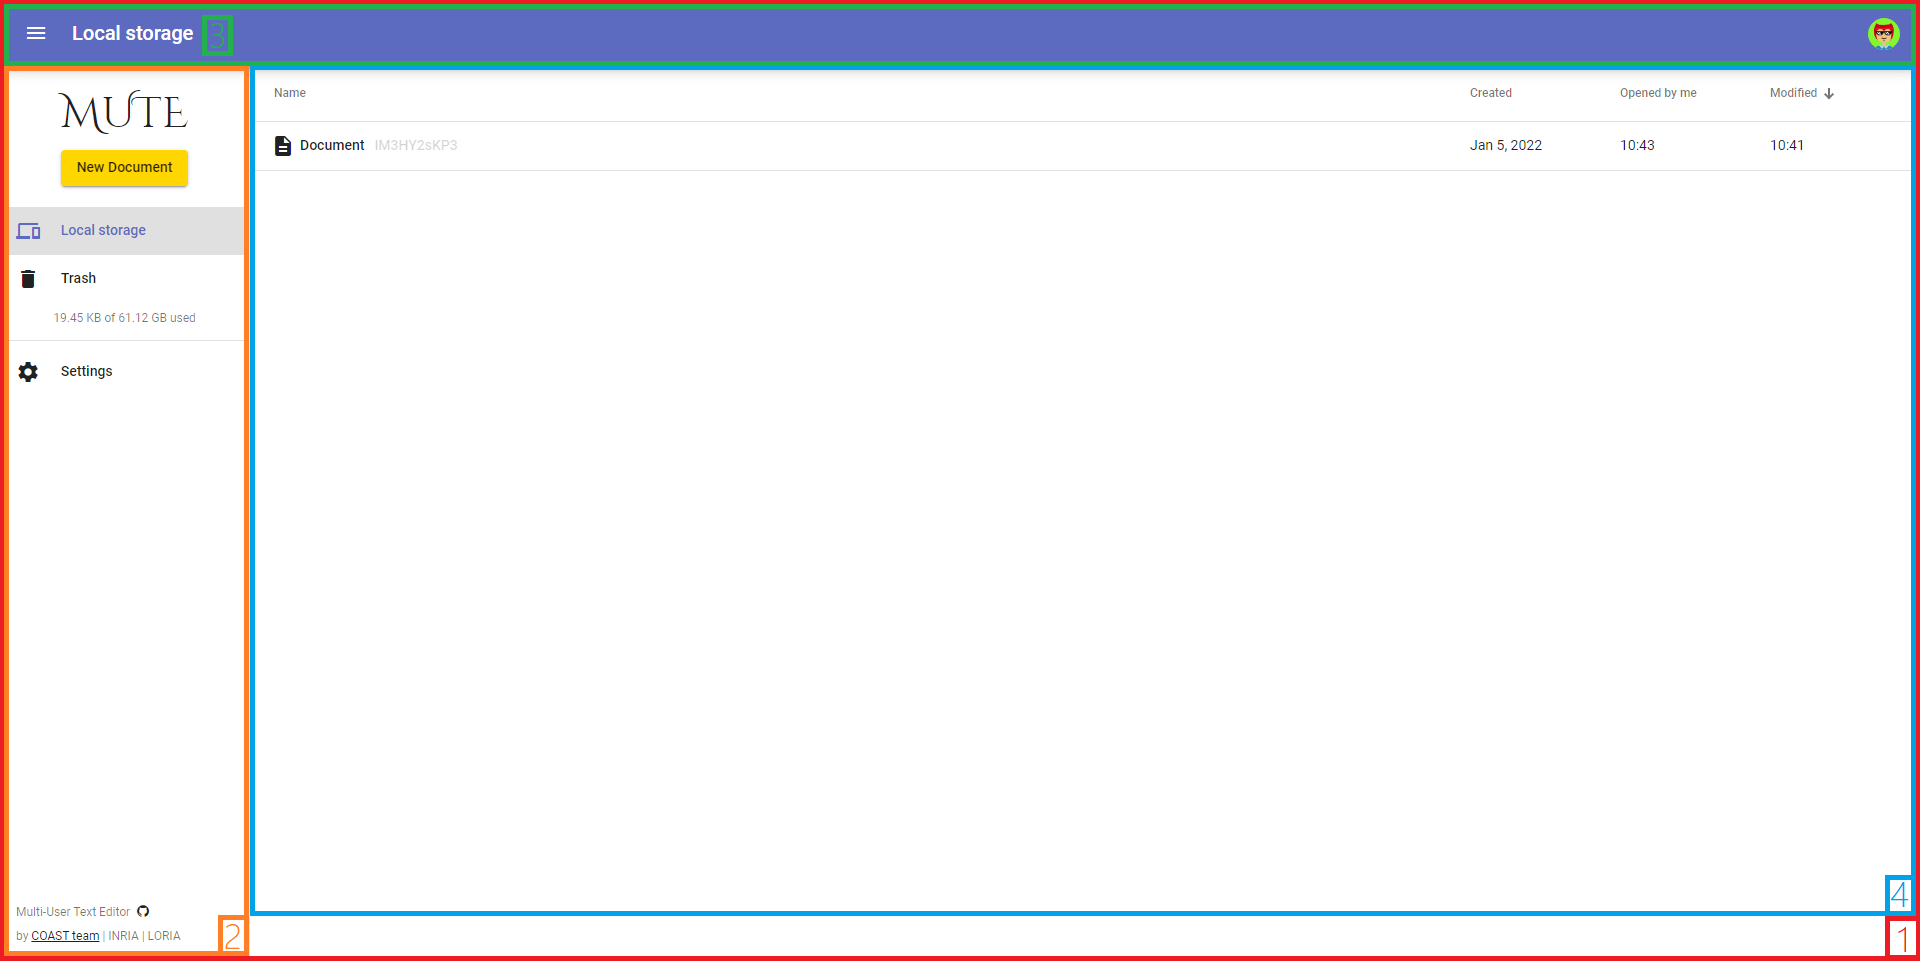 Local storage 3
MUTE
New Document
Local storage
Trash
19.45 KB of 61.12 GB used
Settings
Multi-User Text Editor
by COAST team | INRIA | LORIA
2
Name Created Opened by me Modified
Document IM3HY2sKP3 Jan 5, 2022 10:43 10:41
4
1